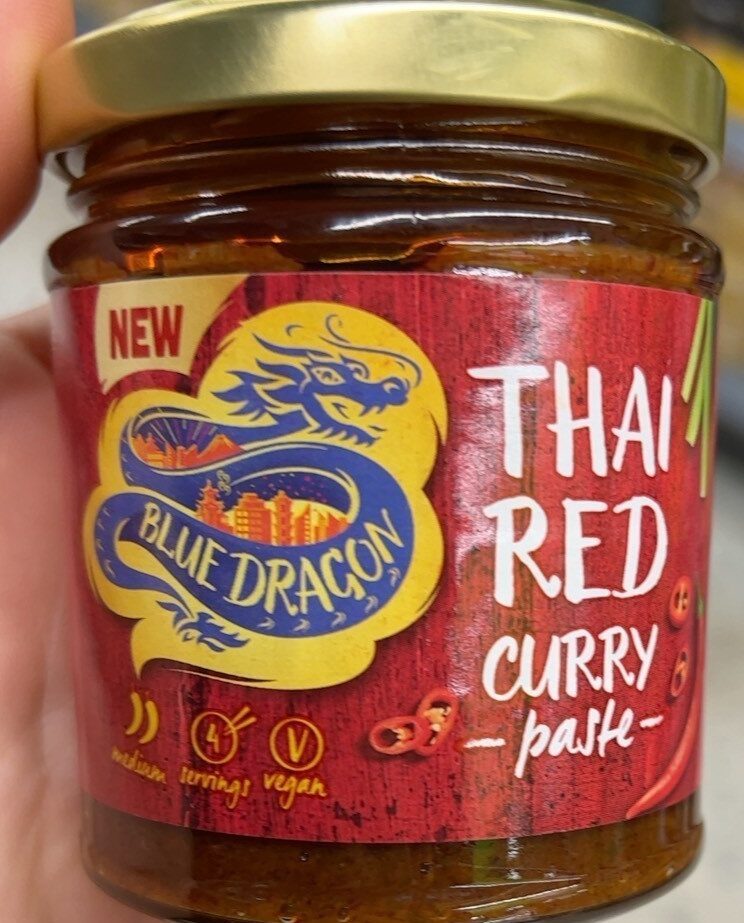 NEW
BLUE DRAGON
THAI
RED
CURRY
paste
medium
4
servings
V
vegan